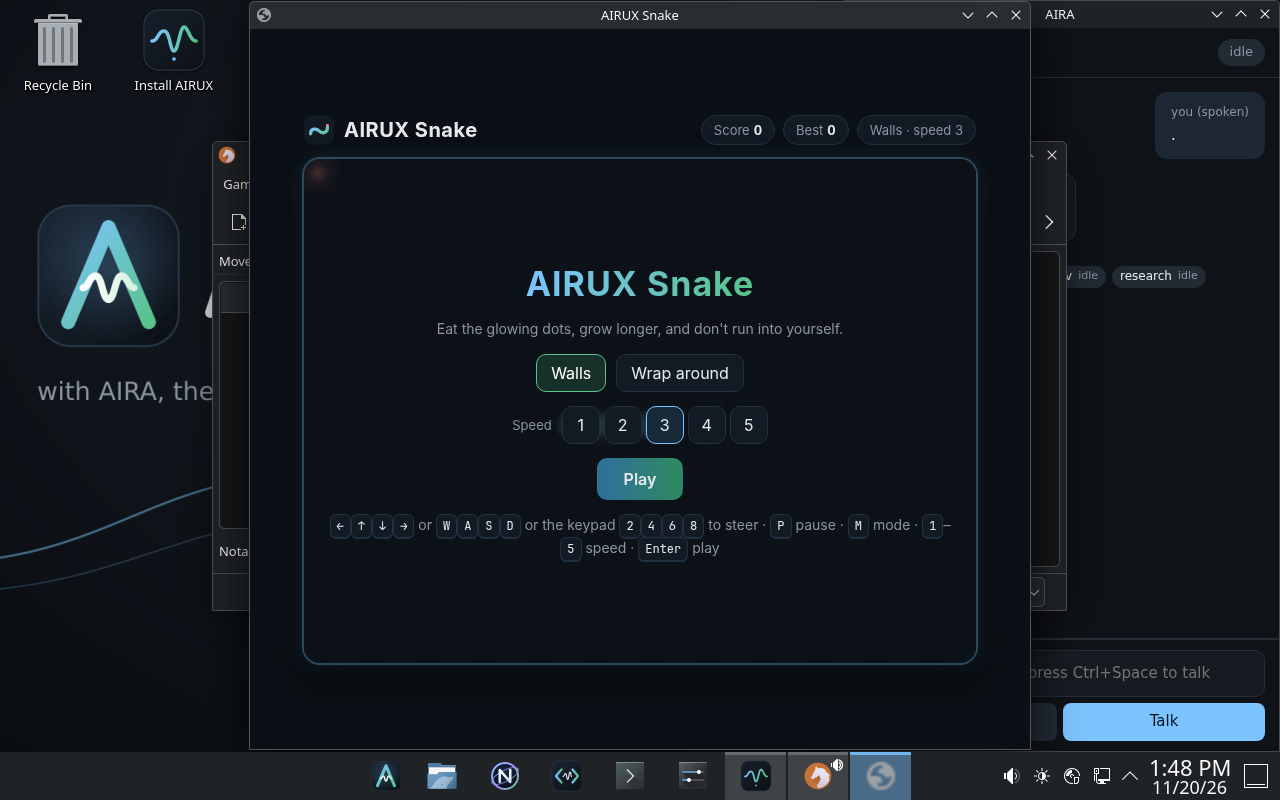 AIRUX Snake
AIRA
Recycle Bin
Install AIRUX
idle
you (spoken)
.
AIRUX Snake
Score 0
Best 0
Walls · speed 3
Move
idle
research idle
AIRUX Snake
Eat the glowing dots, grow longer, and don't run into yourself.
Walls
Wrap around
Speed 1 2 3 4 5
Play
← ↑ ↓ → or W A S D or the keypad 2 4 6 8 to steer · P pause · M mode · 1 –
5 speed · Enter play
with AIRA, the
press Ctrl+Space to talk
Talk
1:48 PM
11/20/26